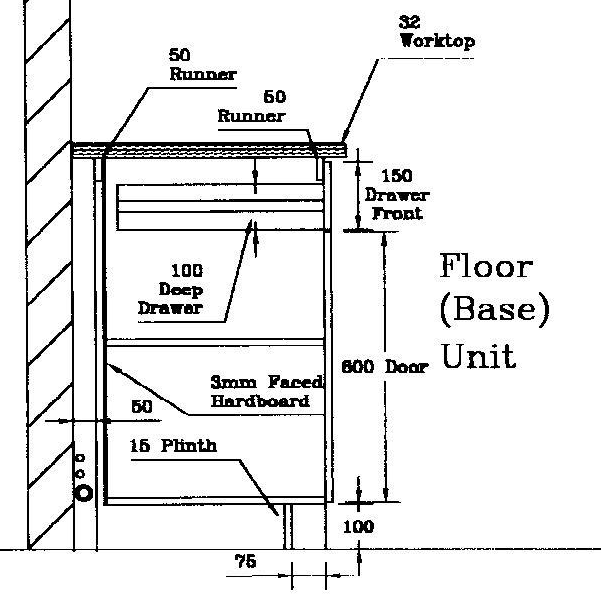 32
Worktop
50
Runner
50
Runner
150
Drawer
Front
100
Deep
Drawer
Floor
(Base)
Unit
600 Door
3mm Faced
Hardboard
50
15 Plinth
100
75